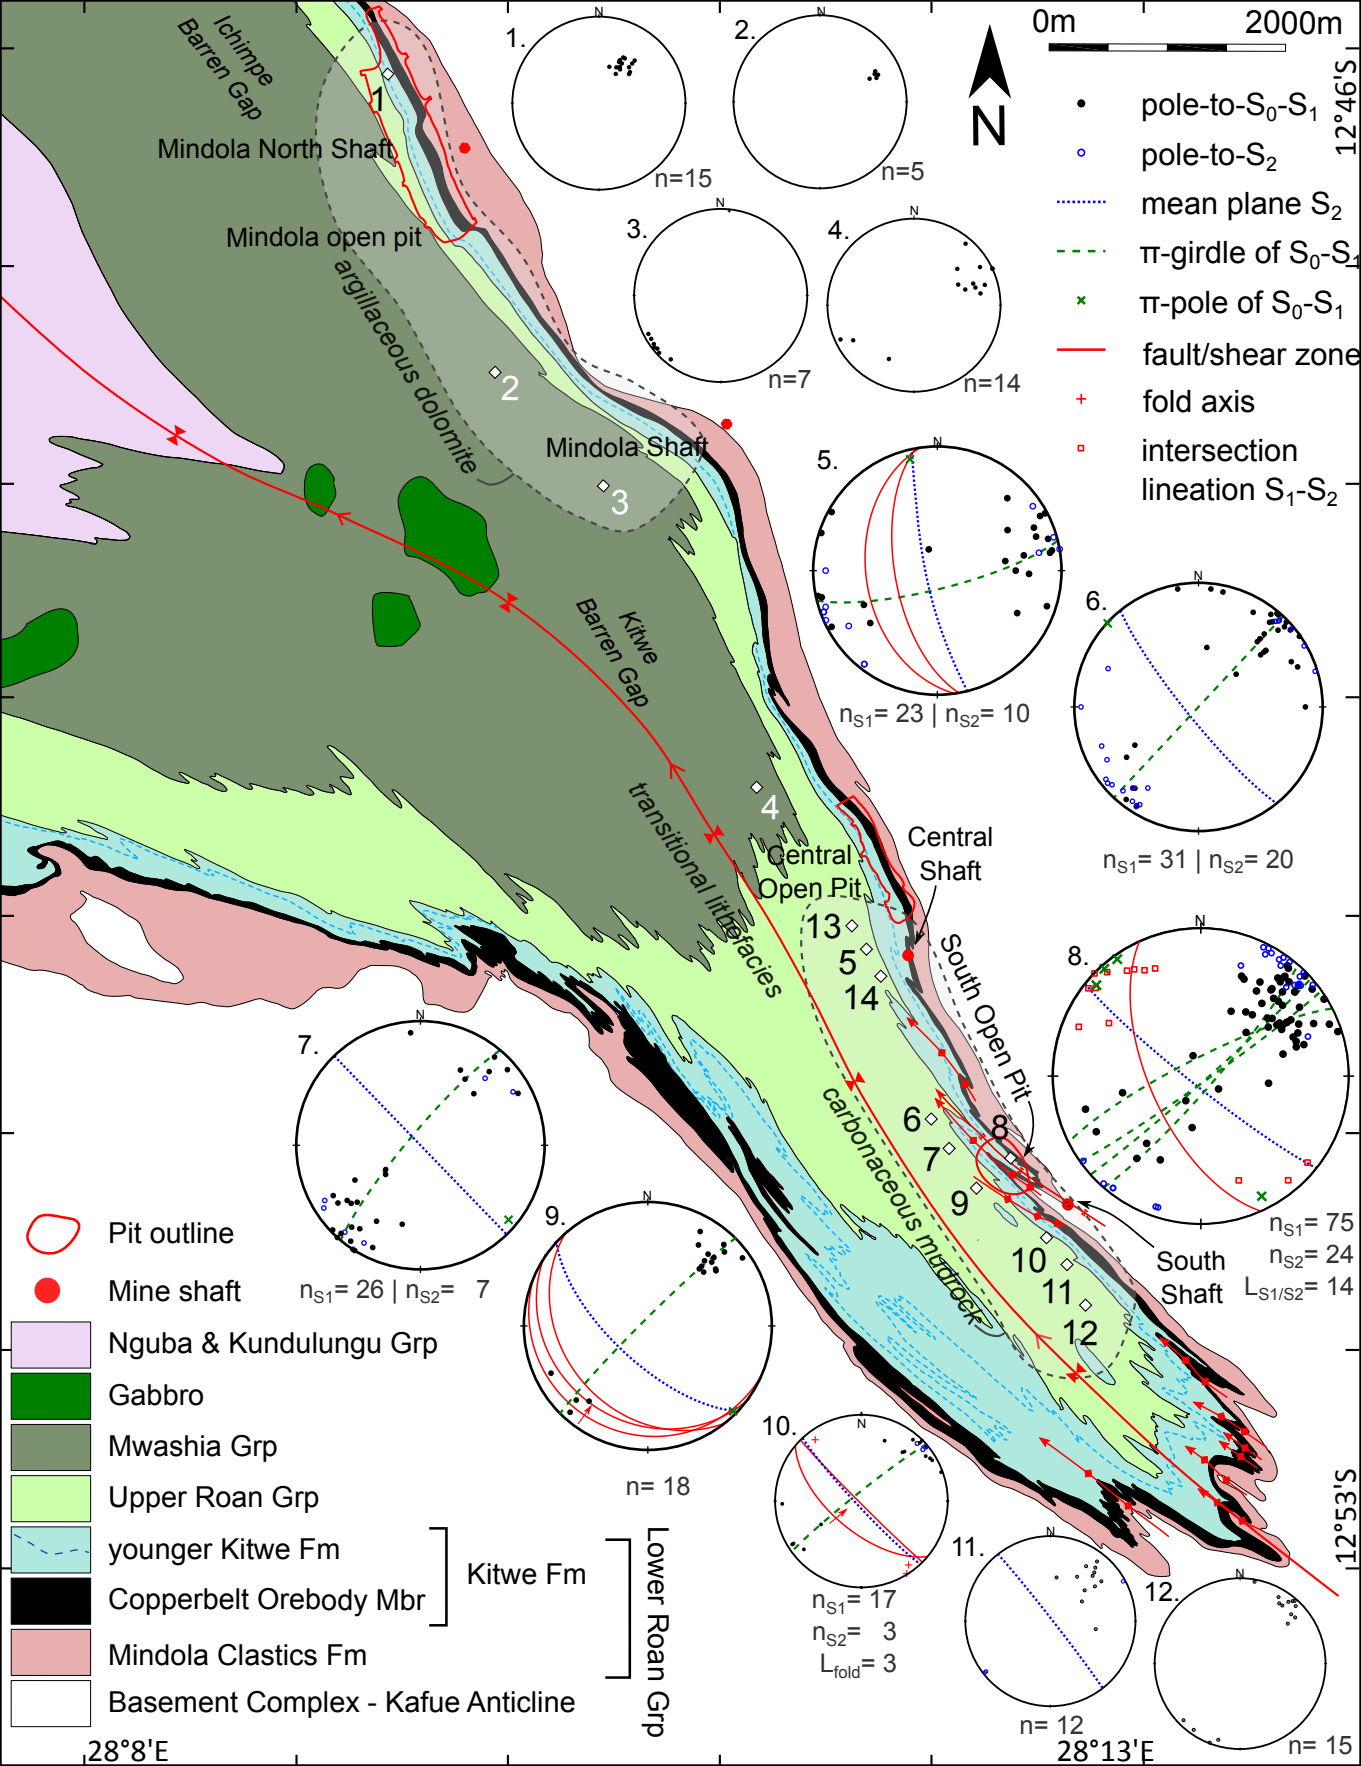 Ichimpe
Barren Gap
1
Mindola North Shaft
Mindola open pit
argillaceous dolomite
2
Mindola Shaft
3
Kitwe
Barren Gap
4
transitional lithofacies
Central
Open Pit
Central
Shaft
13
5
14
South Open Pit
6
7
8
9
10
11
12
carbonaceous mudrock
South
Shaft
1.
N
n=15
2.
N
n=5
3.
N
n=7
4.
N
n=14
5.
N
nS1= 23 | nS2= 10
6.
N
nS1= 31 | nS2= 20
7.
N
nS1= 26 | nS2= 7
8.
N
nS1= 75
nS2= 24
LS1/S2= 14
9.
N
n= 18
10.
N
nS1= 17
nS2= 3
Lfold= 3
11.
N
n= 12
12.
N
n= 15
0m 2000m
N
pole-to-S0-S1
pole-to-S2
mean plane S2
π-girdle of S0-S1
π-pole of S0-S1
fault/shear zone
fold axis
intersection
lineation S1-S2
12°46'S
12°53'S
28°8'E
28°13'E
Pit outline
Mine shaft
Nguba & Kundulungu Grp
Gabbro
Mwashia Grp
Upper Roan Grp
younger Kitwe Fm
Copperbelt Orebody Mbr
Mindola Clastics Fm
Basement Complex - Kafue Anticline
Kitwe Fm
Lower Roan Grp